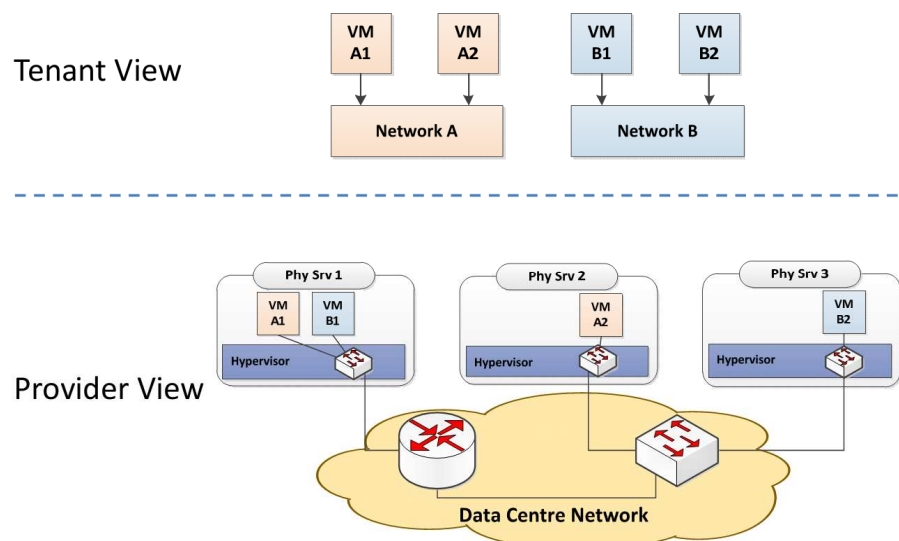 VM
A1
VM
A2
VM
B1
VM
B2
Tenant View
Network A
Network B
Phy Srv 1
Phy Srv 2
Phy Srv 3
VM
A1
VM
B1
VM
A2
VM
B2
Hypervisor
Hypervisor
Hypervisor
Provider View
Data Centre Network